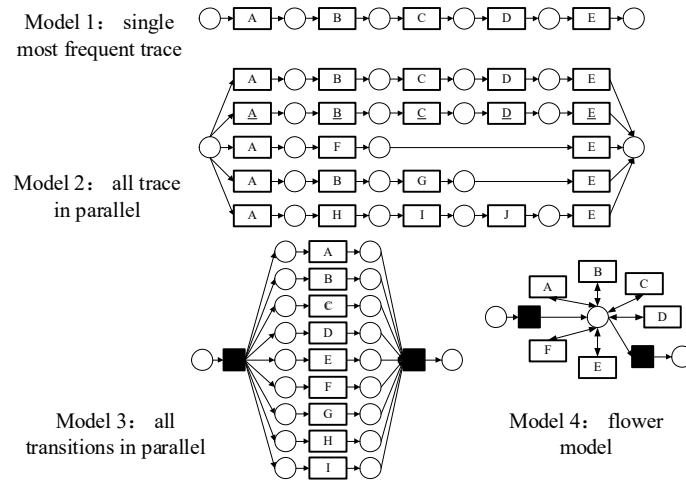 Model 1: single
most frequent trace
A B C D E
Model 2: all trace
in parallel
A B C D E
A B C D E
A F E
A B G E
A H I J E
Model 3: all
transitions in parallel
A
B
C
D
E
F
G
H
I
Model 4: flower
model
A
B
C
D
E
F